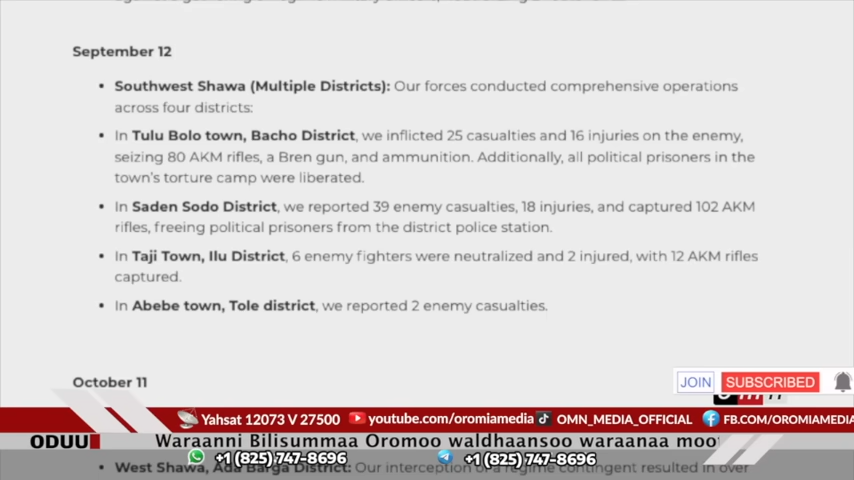 September 12
• Southwest Shawa (Multiple Districts): Our forces conducted comprehensive operations
across four districts:
• In Tulu Bolo town, Bacho District, we inflicted 25 casualties and 16 injuries on the enemy,
seizing 80 AKM rifles, a Bren gun, and ammunition. Additionally, all political prisoners in the
town's torture camp were liberated.
• In Saden Sodo District, we reported 39 enemy casualties, 18 injuries, and captured 102 AKM
rifles, freeing political prisoners from the district police station.
• In Taji Town, Ilu District, 6 enemy fighters were neutralized and 2 injured, with 12 AKM rifles
captured.
• In Abebe town, Tole district, we reported 2 enemy casualties.
October 11
JOIN SUBSCRIBED
Yahsat 12073 V 27500 youtube.com/oromiamedia OMN_MEDIA_OFFICIAL FB.COM/OROMIAMEDIA
ODUU Waraanni Bilisummaa Oromoo waldhaansoo waraanaa
+1 (825) 747-8696 +1 (825) 747-8696
• West Shawa, Ada Barga District: Our interception of a regime contingent resulted in over